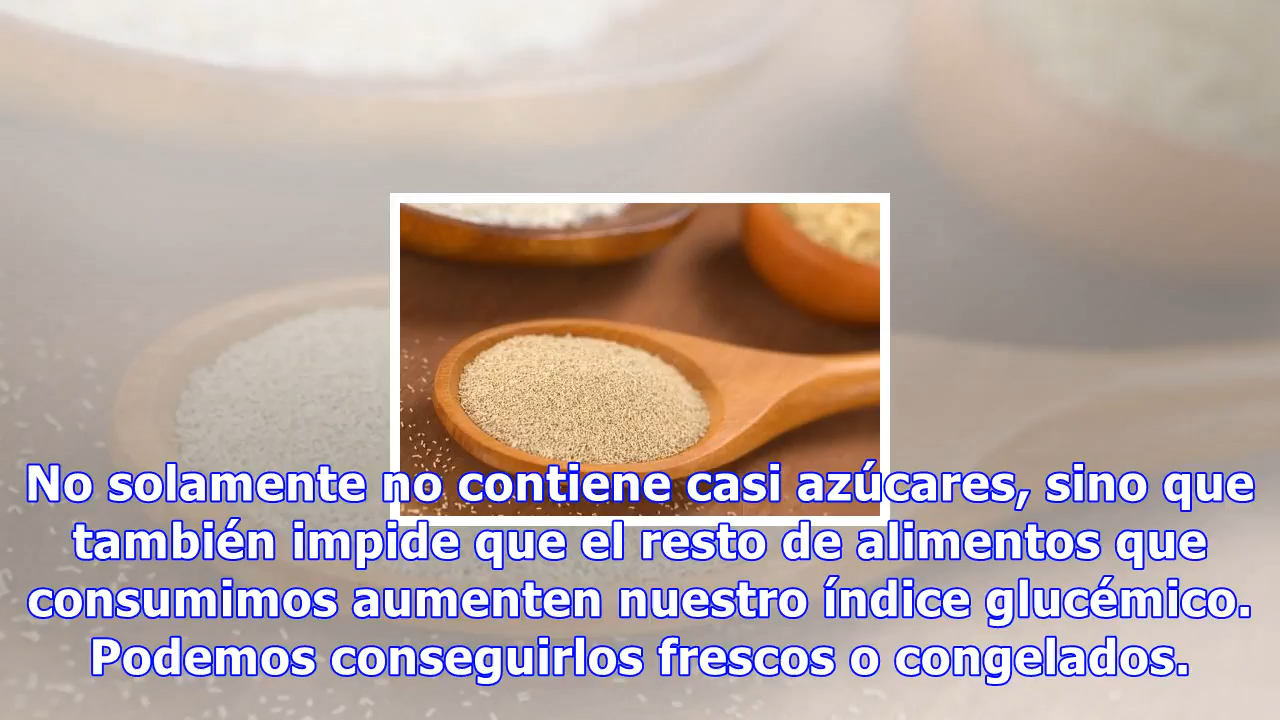 No solamente no contiene casi azúcares, sino que
también impide que el resto de alimentos que
consumimos aumenten nuestro índice glucémico.
Podemos conseguirlos frescos o congelados.